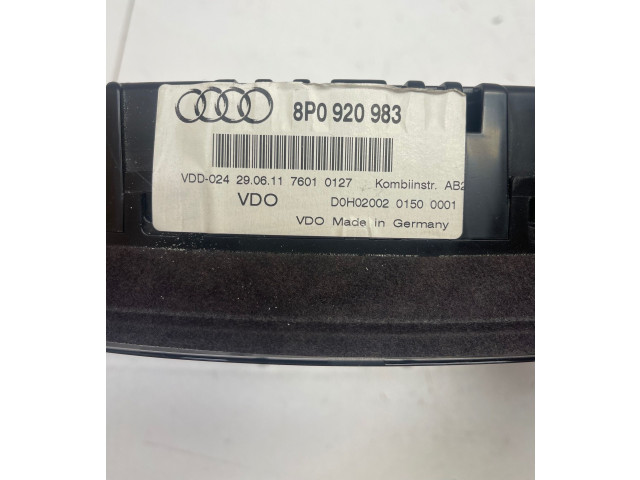 8P0 920 983
VDD-024 29.06.11 7601 0127 Kombiinstr. AB2
VDO D0H02002 0150 0001
VDO Made in Germany